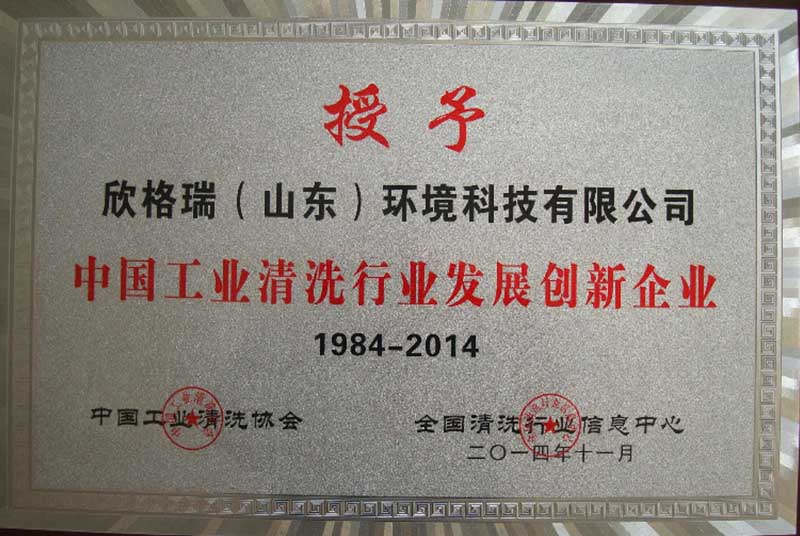 授予
欣格瑞（山东）环境科技有限公司
中国工业清洗行业发展创新企业
1984-2014
中国工业清洗协会
全国清洗行业信息中心
二〇一四年十一月